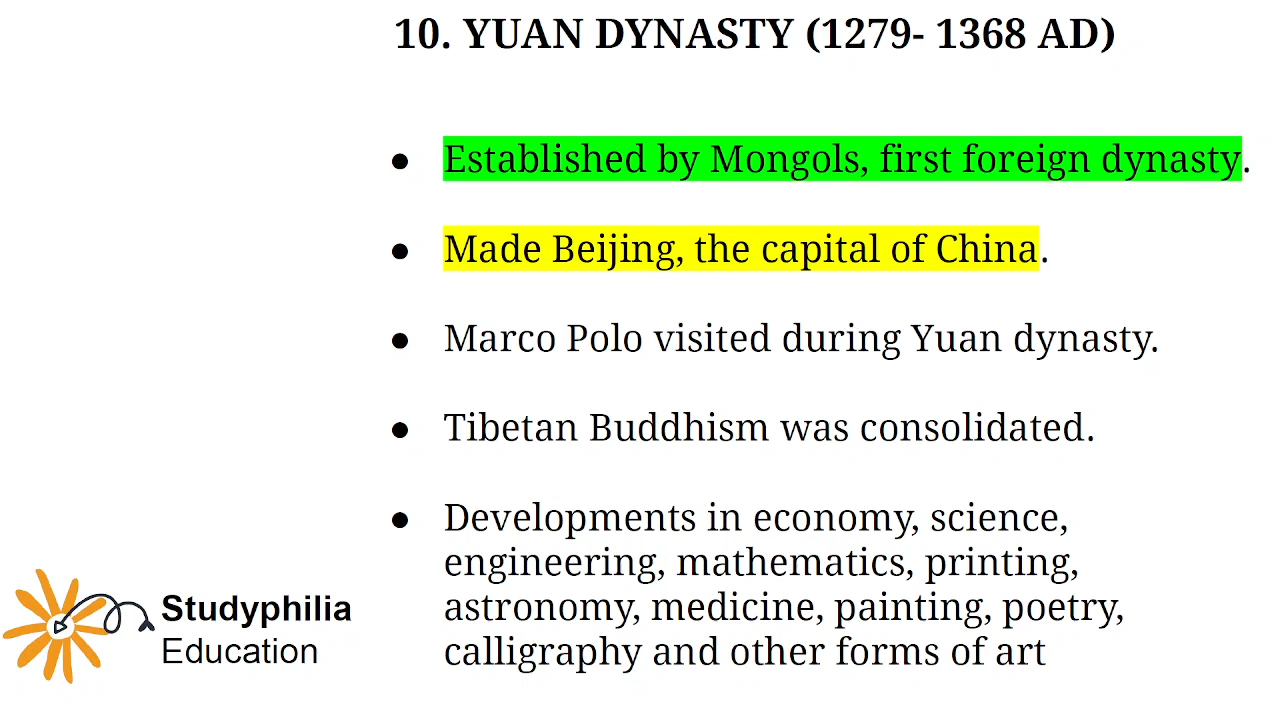 10. YUAN DYNASTY (1279- 1368 AD)
● Established by Mongols, first foreign dynasty.
● Made Beijing, the capital of China.
● Marco Polo visited during Yuan dynasty.
● Tibetan Buddhism was consolidated.
● Developments in economy, science,
engineering, mathematics, printing,
astronomy, medicine, painting, poetry,
calligraphy and other forms of art
Studyphilia
Education